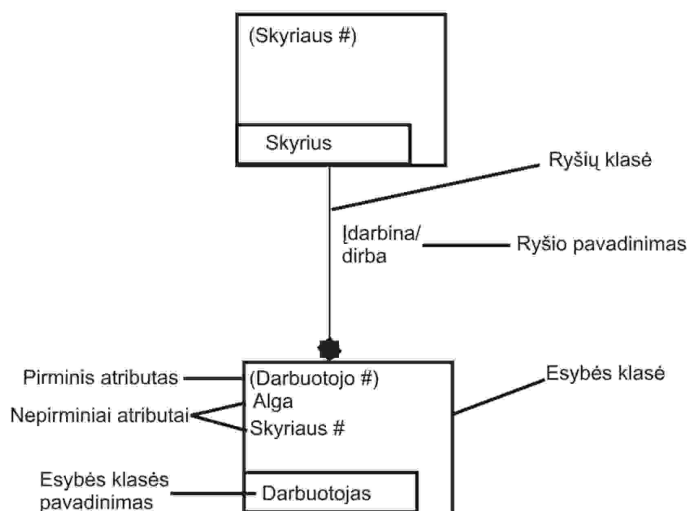 (Skyriaus #)
Skyrius
Ryšių klasė
Įdarbina/
dirba
Ryšio pavadinimas
Pirminis atributas
(Darbuotojo #)
Esybės klasė
Alga
Nepirminiai atributai
Skyriaus #
Esybės klasės
pavadinimas
Darbuotojas